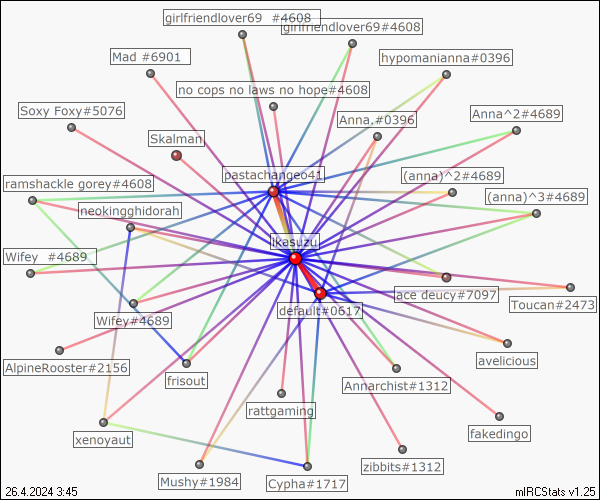 girlfriendlover69  #4608
girlfriendlover69#4608
Mad #6901
hypomanianna#0396
no cops no laws no hope#4608
Soxy Foxy#5076
Anna.#0396
Anna^2#4689
Skalman
pastachangeo41
(anna)^2#4689
ramshackle gorey#4608
(anna)^3#4689
neokingghidorah
ikesuzu
Wifey  #4689
ace deucy#7097
Toucan#2473
Wifey#4689
default#0617
AlpineRooster#2156
avelicious
frisout
Annarchist#1312
rattgaming
xenoyaut
fakedingo
zibbits#1312
Mushy#1984
Cypha#1717
26.4.2024 3:45
mIRCStats v1.25